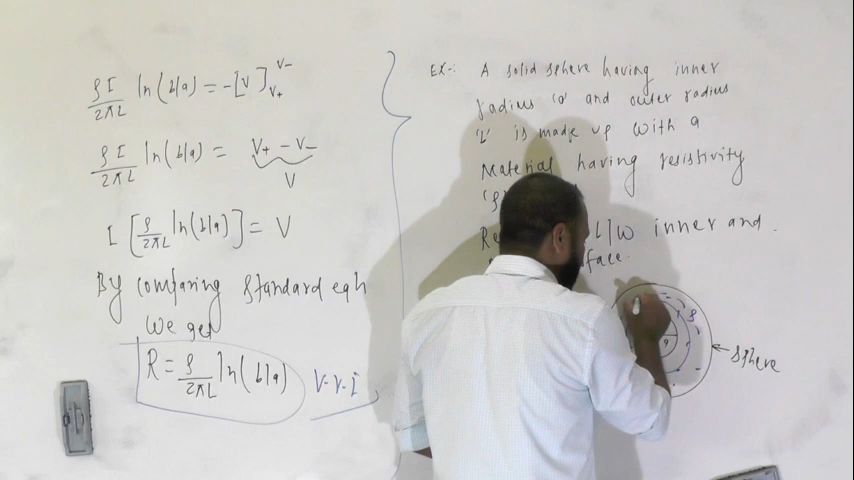 ρI/2πL ln(b/a) = -[V]V-V+
ρI/2πL ln(b/a) = V+ - V-
V
I[ρ/2πL ln(b/a)] = V
By comparing standard eqn
we get
R = ρ/2πL ln(b/a)
V-V-I
Ex-: A solid sphere having inner
radius 'a' and outer radius
'b' is made up with a
Material having resistivity
'ρ'
Re b/w inner and
face.
ρ
a
sphere